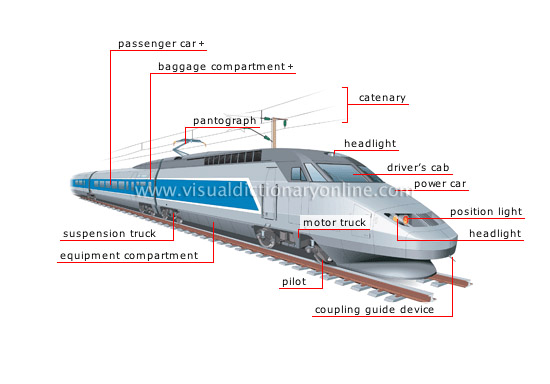 passenger car+
baggage compartment+
catenary
pantograph
headlight
driver's cab
www.visualdictionaryonline.com
power car
position light
motor truck
suspension truck
headlight
equipment compartment
pilot
coupling guide device